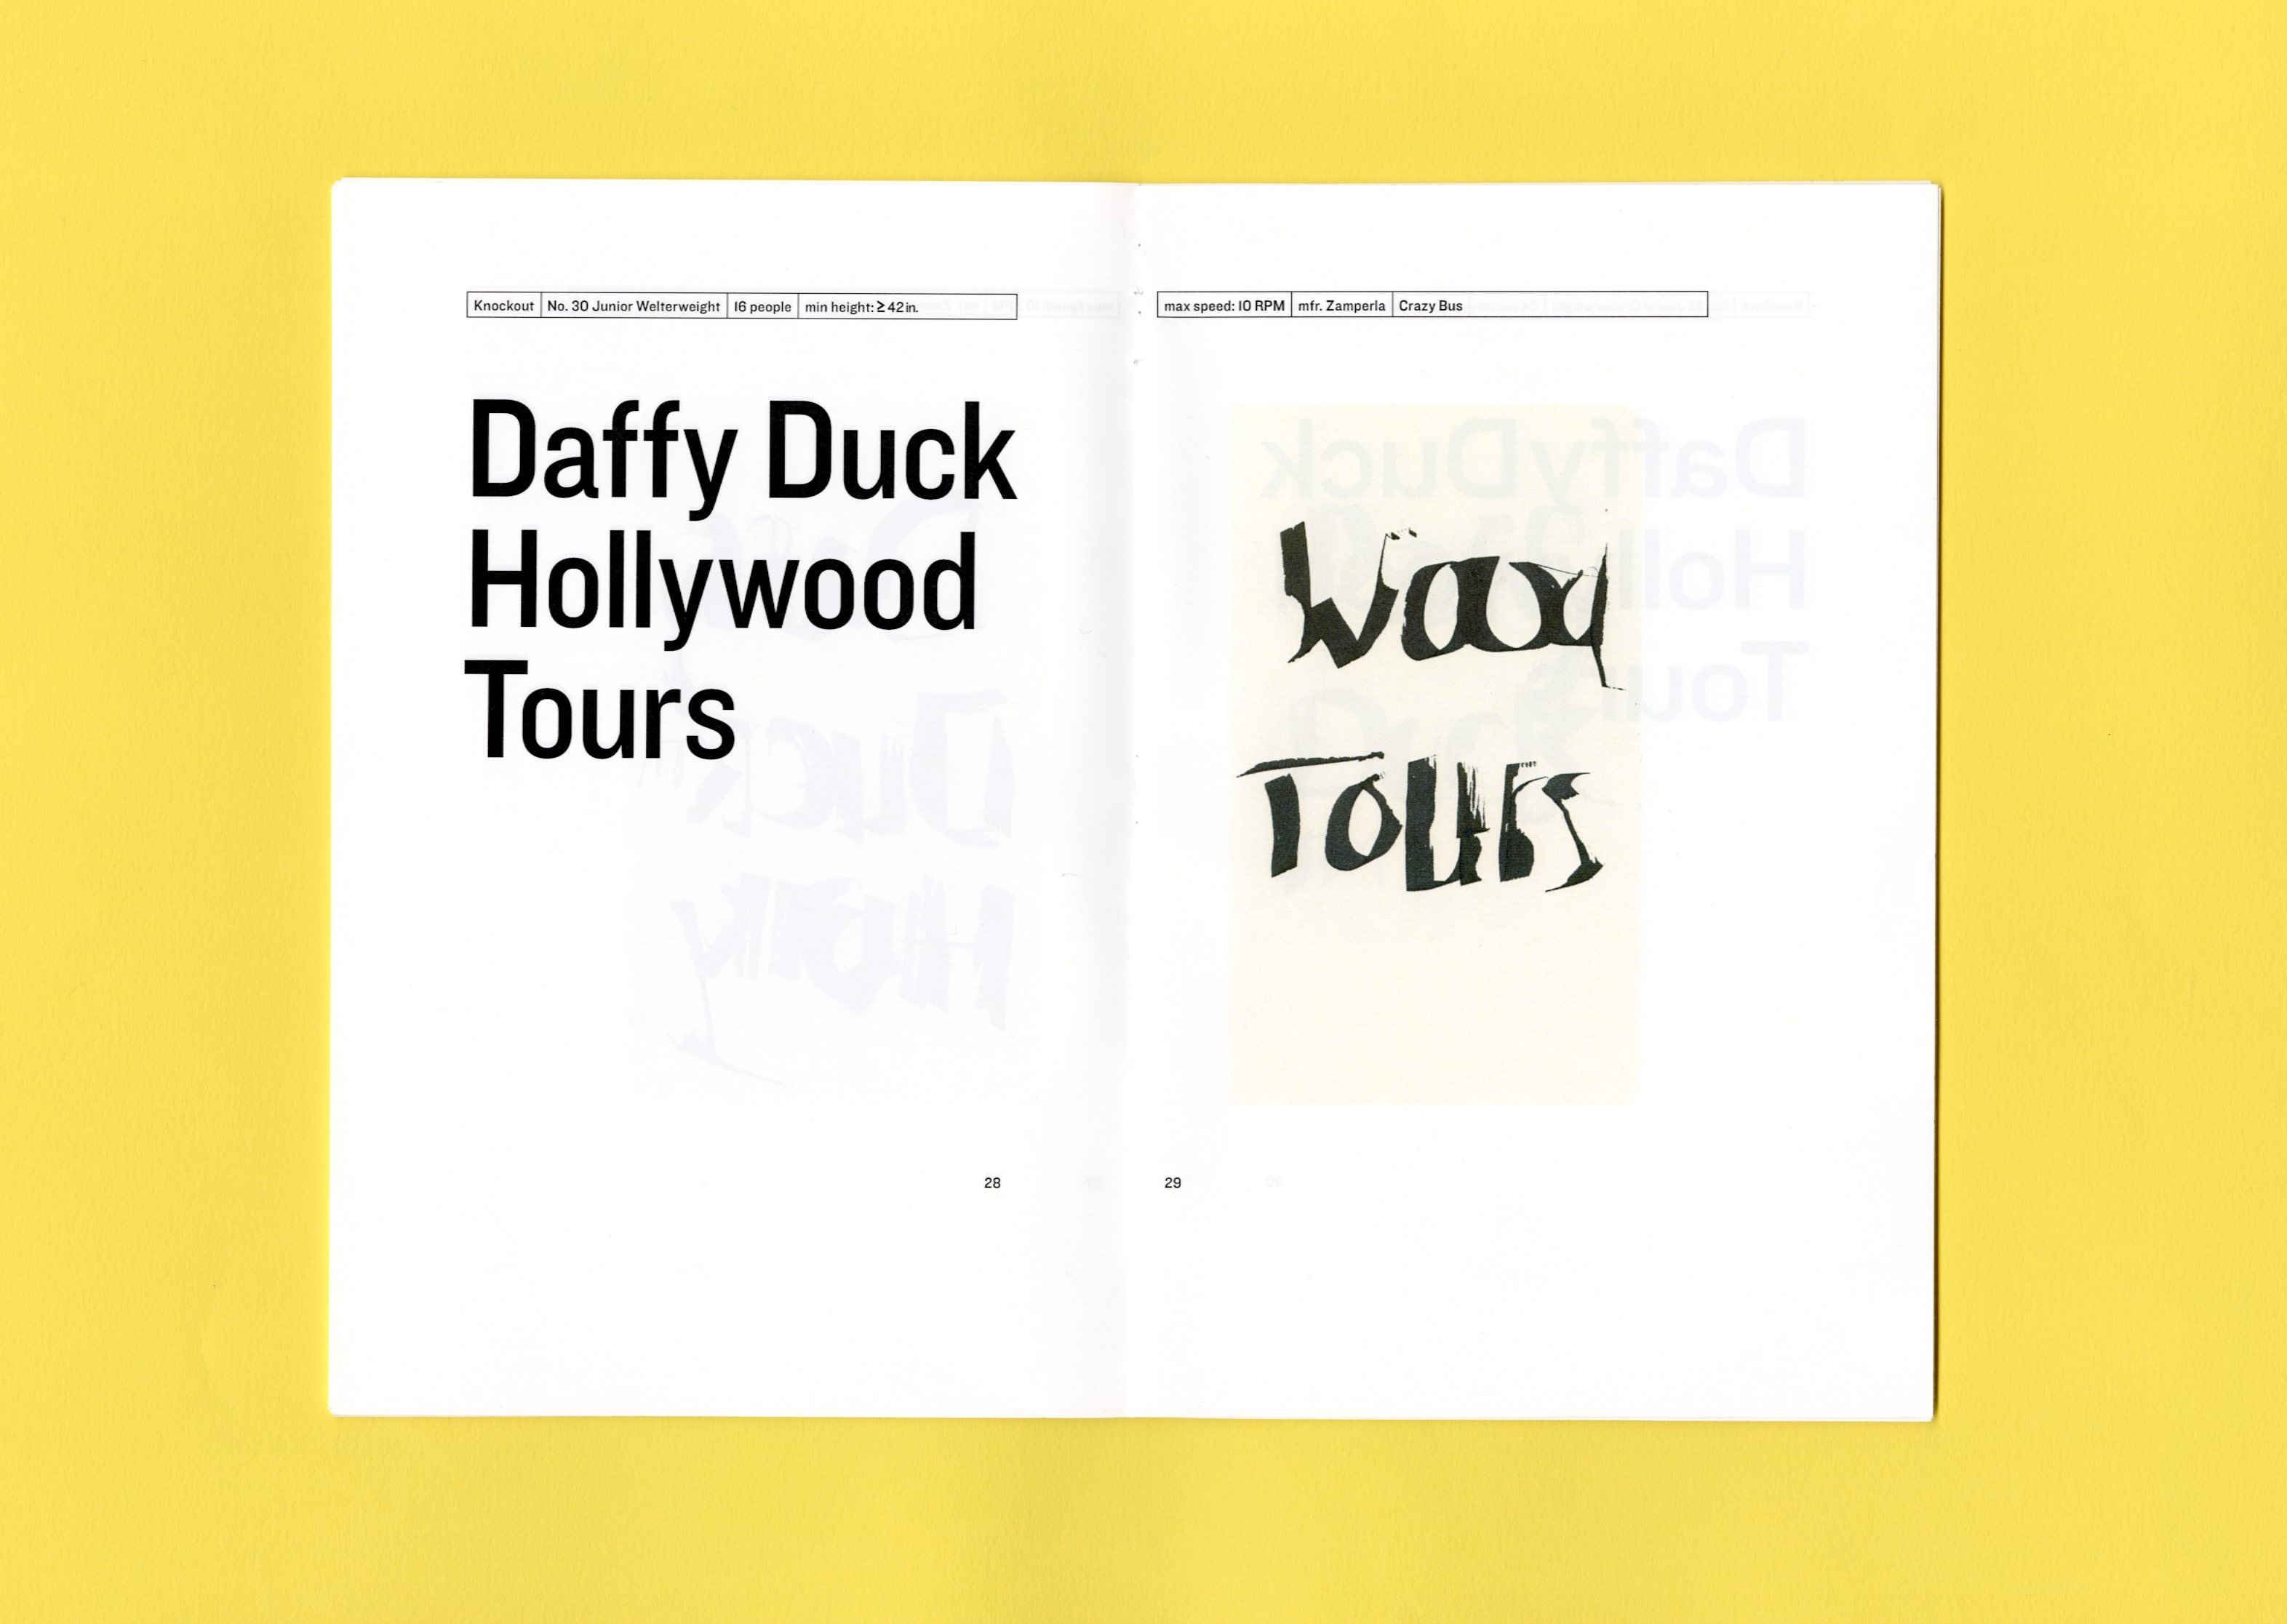 Knockout No. 30 Junior Welterweight 16 people min height: ≥ 42 in.
Daffy Duck
Hollywood
Tours
28
max speed: 10 RPM mfr. Zamperla Crazy Bus
Wood
Tours
29